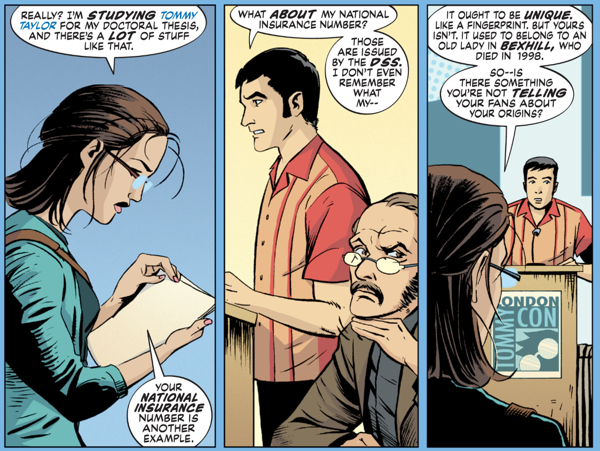 REALLY? I'M STUDYING TOMMY
TAYLOR FOR MY DOCTORAL THESIS,
AND THERE'S A LOT OF STUFF
LIKE THAT.
YOUR
NATIONAL
INSURANCE
NUMBER IS
ANOTHER
EXAMPLE.
WHAT ABOUT MY NATIONAL
INSURANCE NUMBER?
THOSE
ARE ISSUED
BY THE DSS.
I DON'T EVEN
REMEMBER
WHAT
MY--
IT OUGHT TO BE UNIQUE.
LIKE A FINGERPRINT. BUT YOURS
ISN'T. IT USED TO BELONG TO AN
OLD LADY IN BEXHILL, WHO
DIED IN 1998.
SO--IS
THERE SOMETHING
YOU'RE NOT TELLING
YOUR FANS ABOUT
YOUR ORIGINS?
LONDON
TOMMY
CON